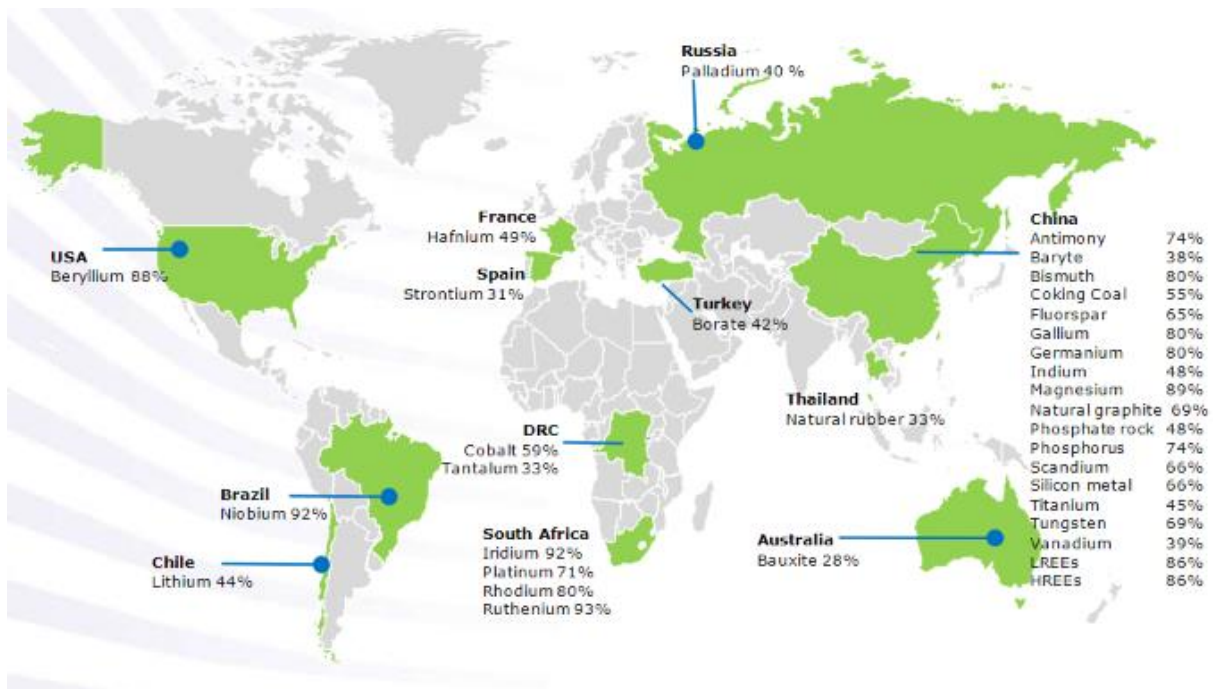 Russia
Palladium 40 %
France
Hafnium 49%
USA
Beryllium 88%
Spain
Strontium 31%
Turkey
Borate 42%
China
Antimony 74%
Baryte 38%
Bismuth 80%
Coking Coal 55%
Fluorspar 65%
Gallium 80%
Germanium 80%
Indium 48%
Magnesium 89%
Natural graphite 69%
Phosphate rock 48%
Phosphorus 74%
Scandium 66%
Silicon metal 66%
Titanium 45%
Tungsten 69%
Vanadium 39%
LREEs 86%
HREEs 86%
Thailand
Natural rubber 33%
DRC
Cobalt 59%
Tantalum 33%
Brazil
Niobium 92%
Chile
Lithium 44%
South Africa
Iridium 92%
Platinum 71%
Rhodium 80%
Ruthenium 93%
Australia
Bauxite 28%